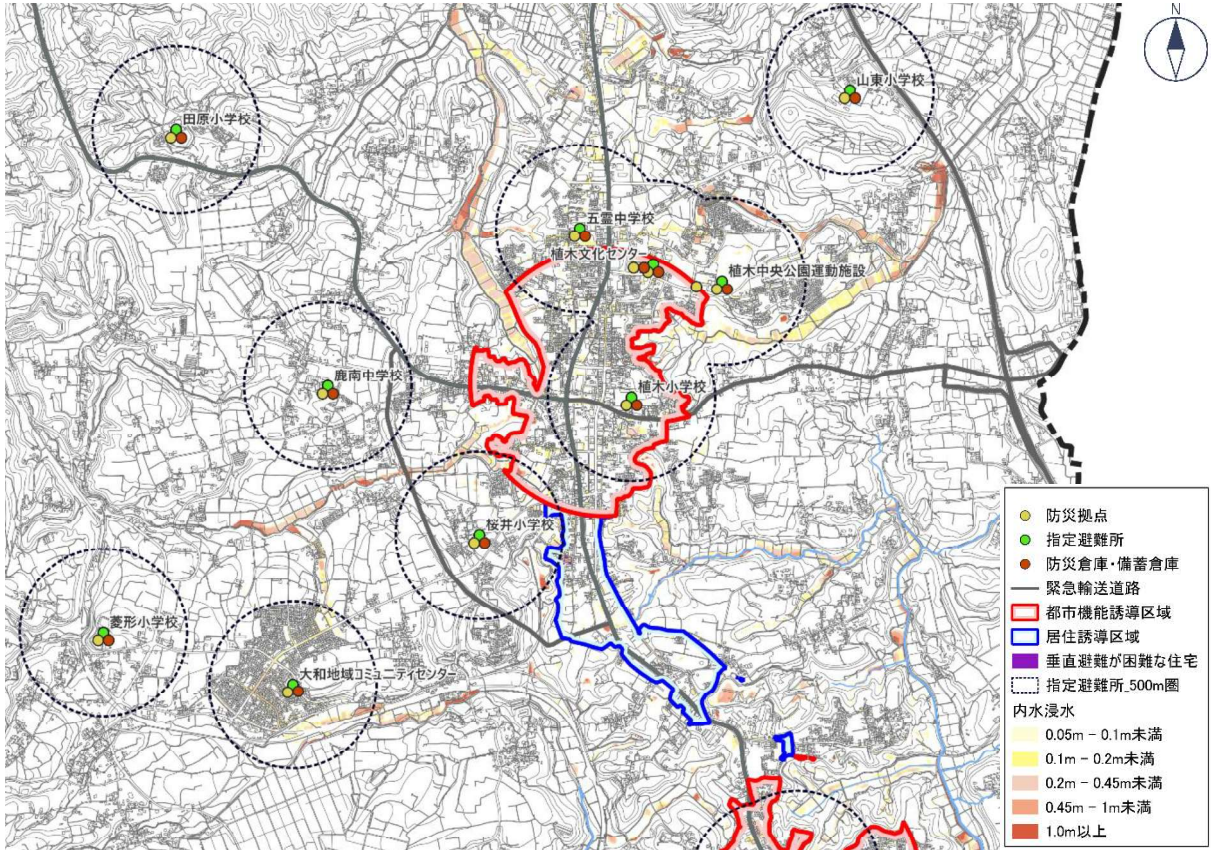 N
山東小学校
田原小学校
五霊中学校
植木文化センター
植木中央公園運動施設
鹿南中学校
植木小学校
桜井小学校
菱形小学校
大和地域コミュニティセンター
防災拠点
指定避難所
防災倉庫・備蓄倉庫
緊急輸送道路
都市機能誘導区域
居住誘導区域
垂直避難が困難な住宅
指定避難所_500m圏
内水浸水
0.05m - 0.1m未満
0.1m - 0.2m未満
0.2m - 0.45m未満
0.45m - 1m未満
1.0m以上